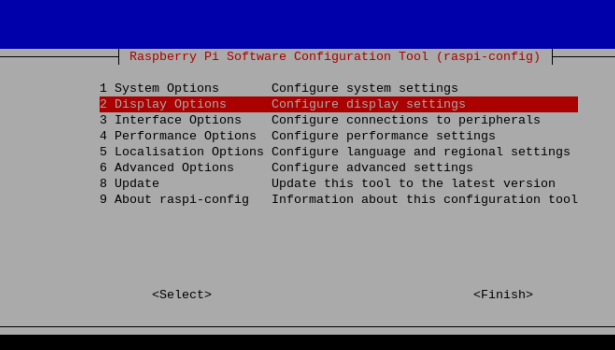 Raspberry Pi Software Configuration Tool (raspi-config)
1 System Options Configure system settings
2 Display Options Configure display settings
3 Interface Options Configure connections to peripherals
4 Performance Options Configure performance settings
5 Localisation Options Configure language and regional settings
6 Advanced Options Configure advanced settings
8 Update Update this tool to the latest version
9 About raspi-config Information about this configuration tool
<Select> <Finish>